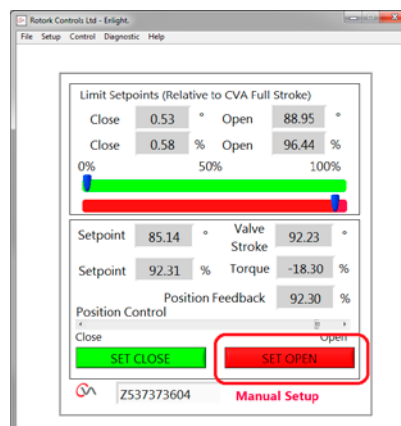 Rotork Controls Ltd - Enlight.
File Setup Control Diagnostic Help
Limit Setpoints (Relative to CVA Full Stroke)
Close 0.53 ° Open 88.95 °
Close 0.58 % Open 96.44 %
0% 50% 100%
Setpoint 85.14 ° Valve Stroke 92.23 °
Setpoint 92.31 % Torque -18.30 %
Position Feedback 92.30 %
Position Control
Close Open
SET CLOSE SET OPEN
CVA Z537373604 Manual Setup